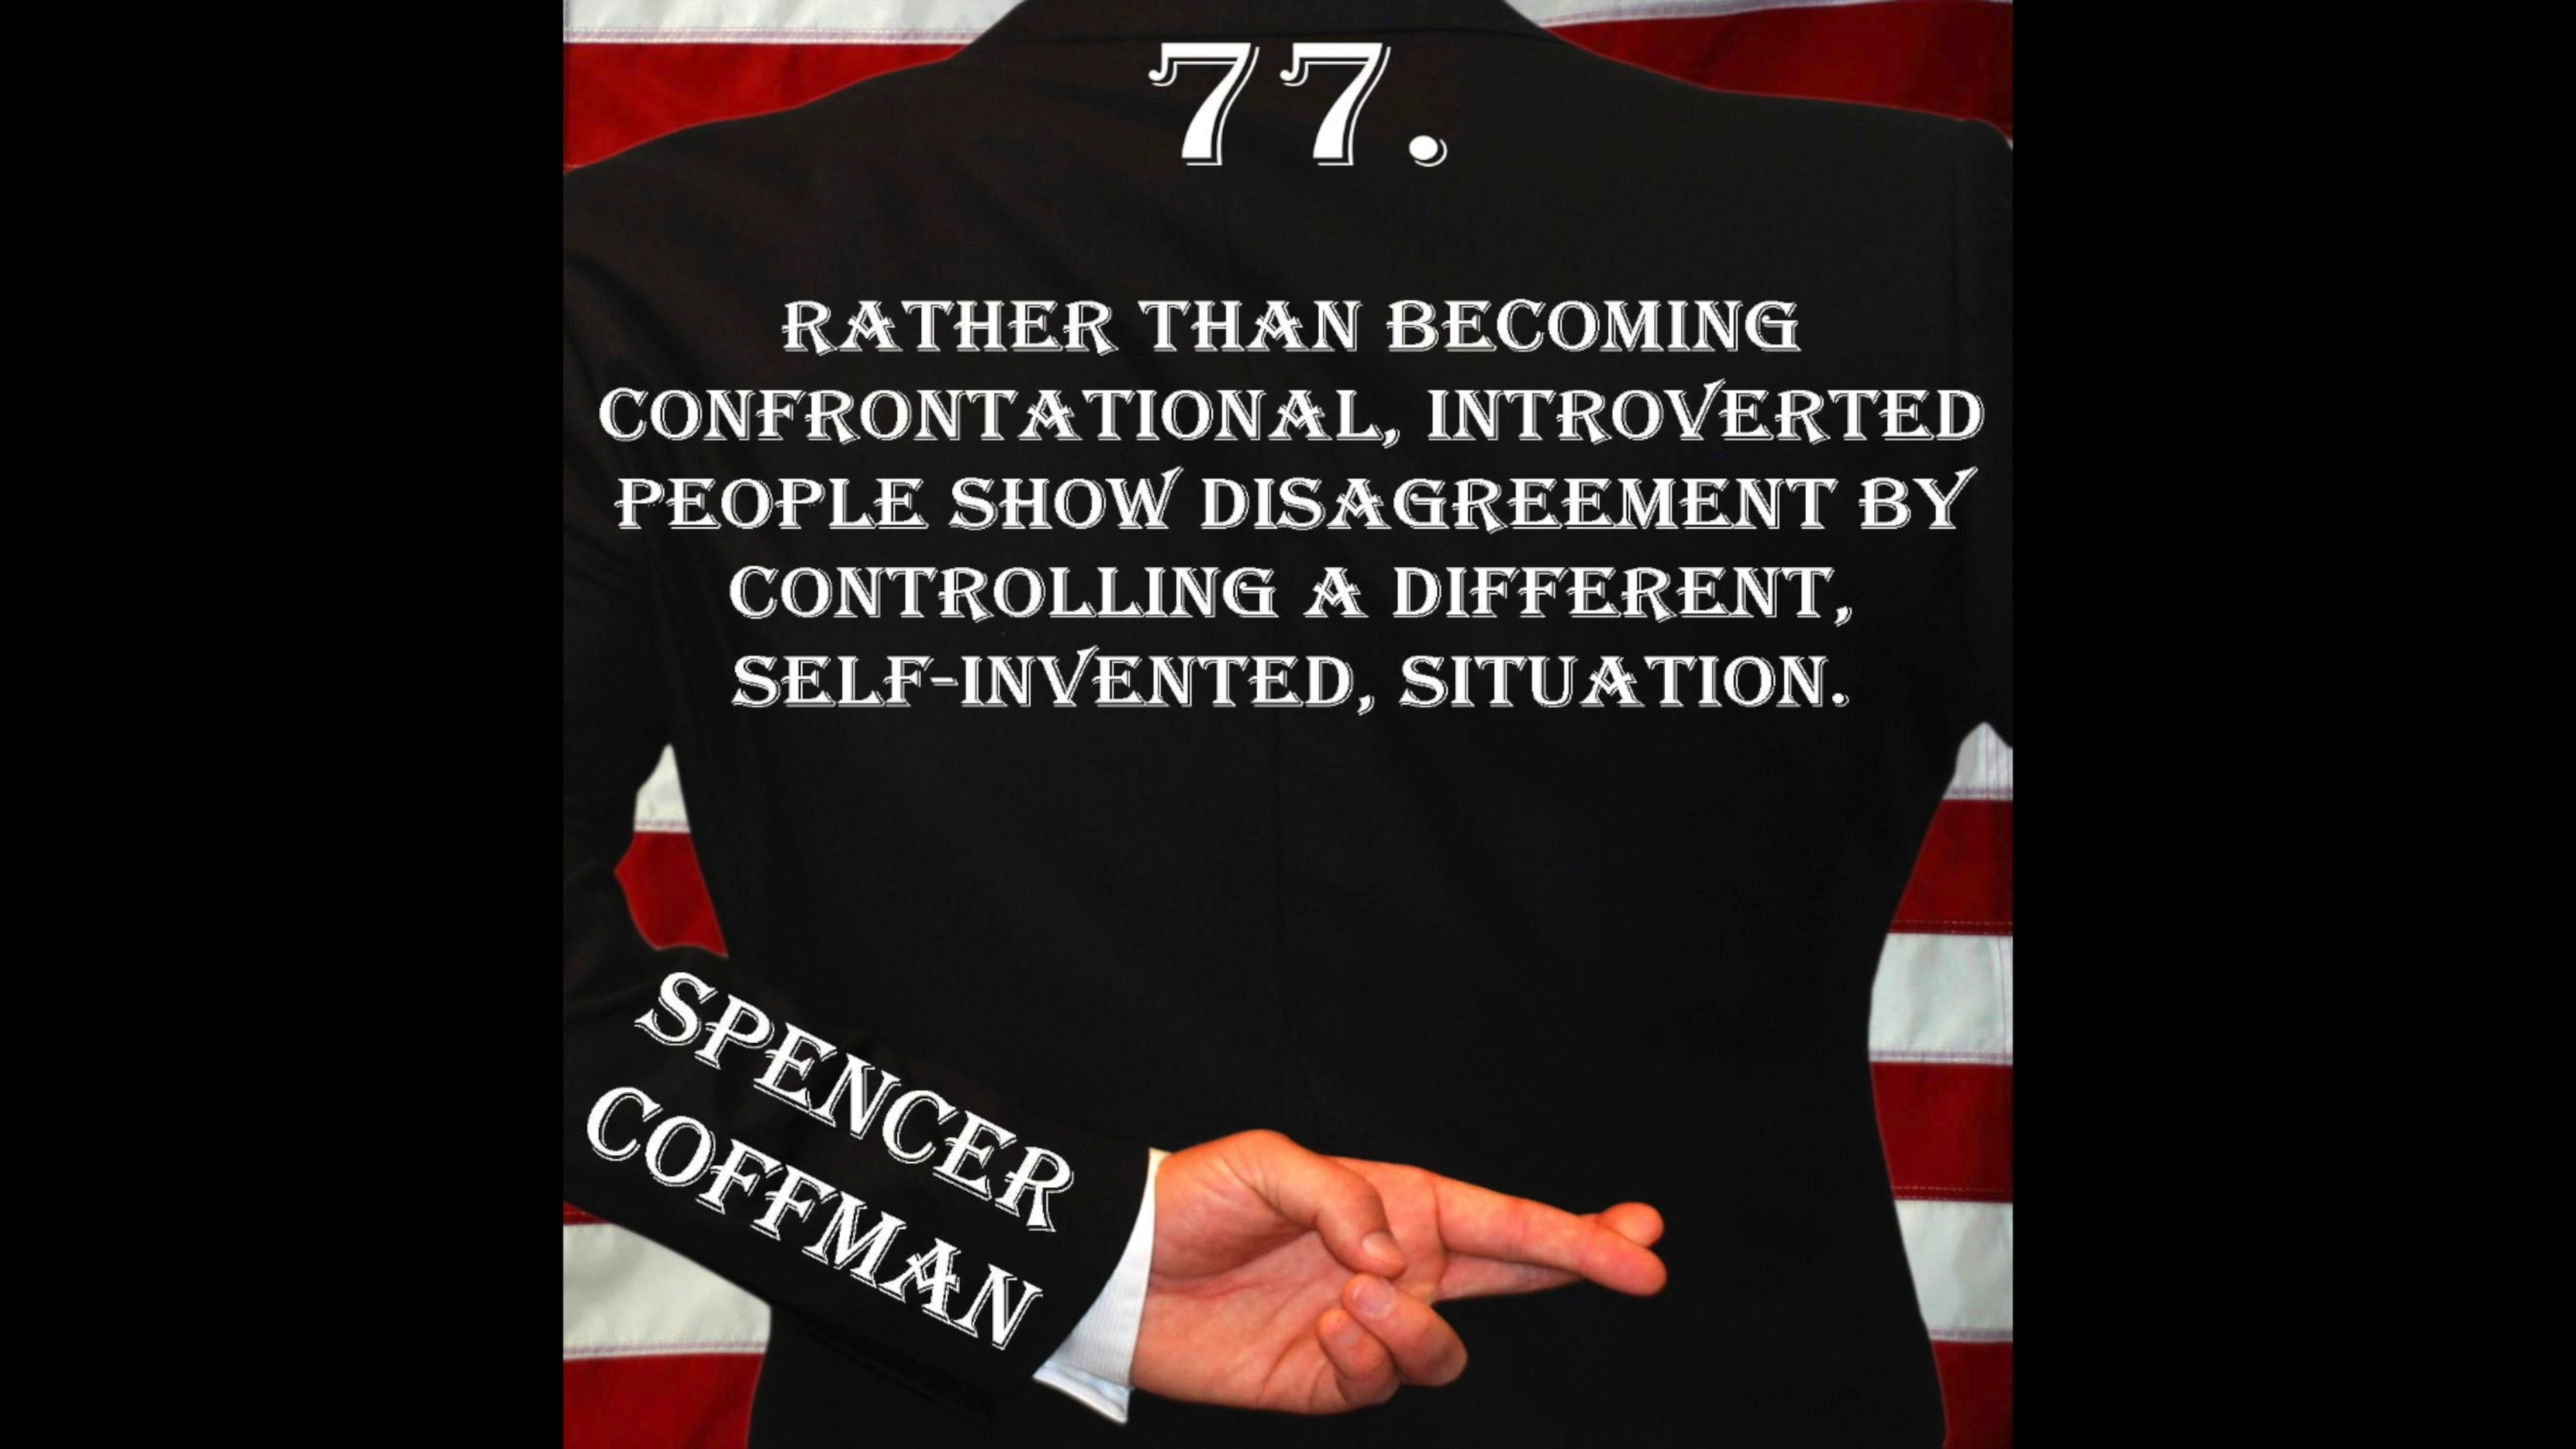 77.
RATHER THAN BECOMING
CONFRONTATIONAL, INTROVERTED
PEOPLE SHOW DISAGREEMENT BY
CONTROLLING A DIFFERENT,
SELF-INVENTED, SITUATION.
SPENCER
COFFMAN